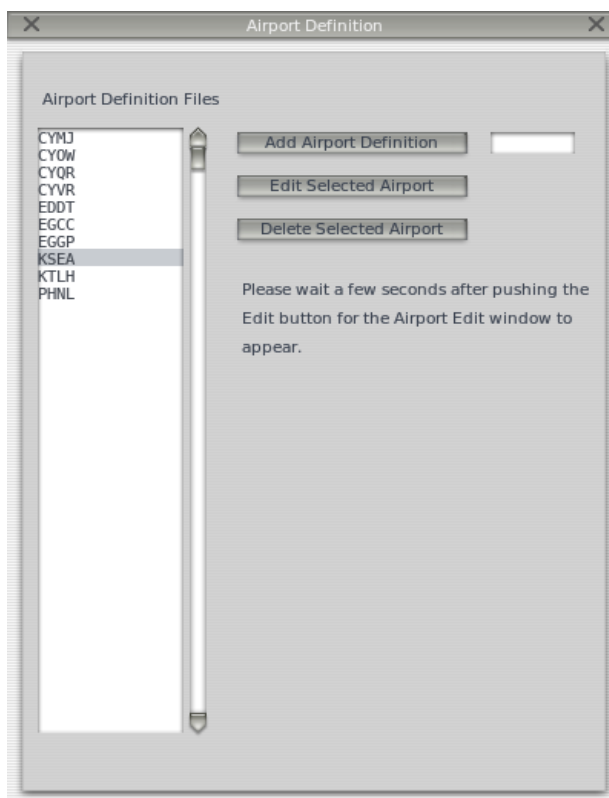 Airport Definition
Airport Definition Files
CYMJ
CYOW
CYQR
CYVR
EDDT
EGCC
EGGP
KSEA
KTLH
PHNL
Add Airport Definition
Edit Selected Airport
Delete Selected Airport
Please wait a few seconds after pushing the
Edit button for the Airport Edit window to
appear.